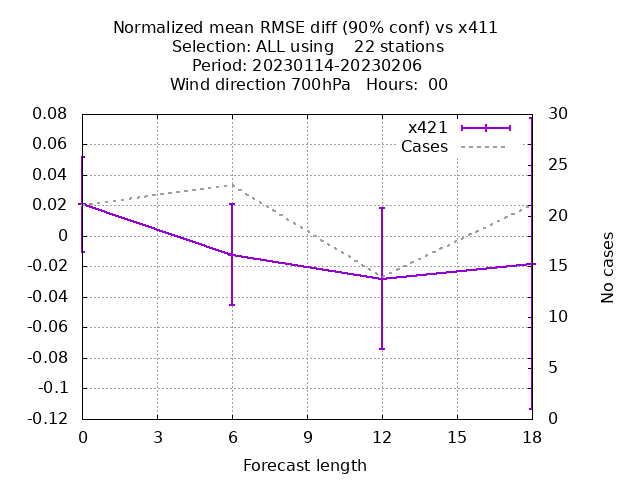 Normalized mean RMSE diff (90% conf) vs x411
Selection: ALL using    22 stations
Period: 20230114-20230206
Wind direction 700hPa   Hours:  00
x421
Cases
0.08
0.06
0.04
0.02
0
-0.02
-0.04
-0.06
-0.08
-0.1
-0.12
30
25
20
15
10
5
0
No cases
0 3 6 9 12 15 18
Forecast length